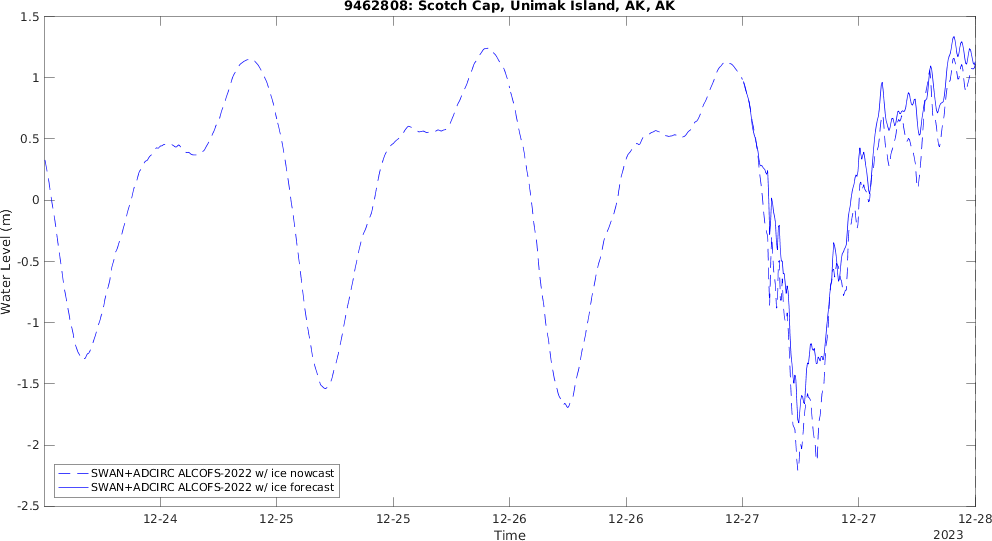 9462808: Scotch Cap, Unimak Island, AK, AK
1.5
1
0.5
0
-0.5
-1
-1.5
-2
-2.5
Water Level (m)
SWAN+ADCIRC ALCOFS-2022 w/ ice nowcast
SWAN+ADCIRC ALCOFS-2022 w/ ice forecast
12-24 12-25 12-25 12-26 12-26 12-27 12-27 12-28
Time
2023